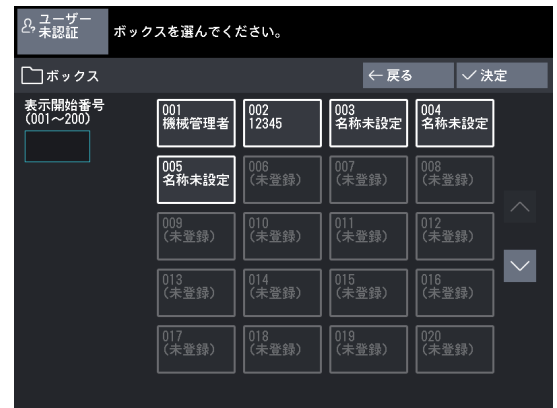 ユーザー
未認証
ボックスを選んでください。
ボックス
←戻る
✓決定
表示開始番号
(001～200)
001
機械管理者
002
12345
003
名称未設定
004
名称未設定
005
名称未設定
006
(未登録)
007
(未登録)
008
(未登録)
009
(未登録)
010
(未登録)
011
(未登録)
012
(未登録)
013
(未登録)
014
(未登録)
015
(未登録)
016
(未登録)
017
(未登録)
018
(未登録)
019
(未登録)
020
(未登録)